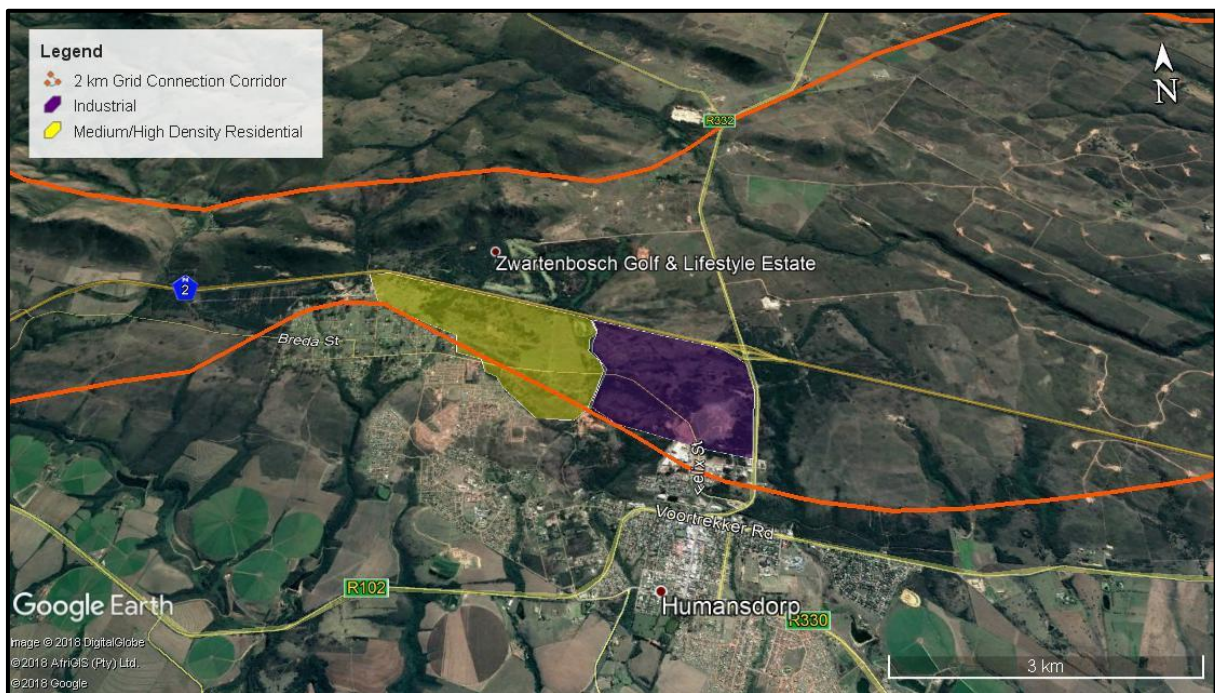 Legend
2 km Grid Connection Corridor
Industrial
Medium/High Density Residential
N
R332
Zwartenbosch Golf & Lifestyle Estate
N
2
Breda St
Felix St
Voortrekker Rd
R102
Humansdorp
R330
Google Earth
Image © 2018 DigitalGlobe
© 2018 AfriGIS (Pty) Ltd.
© 2018 Google
3 km